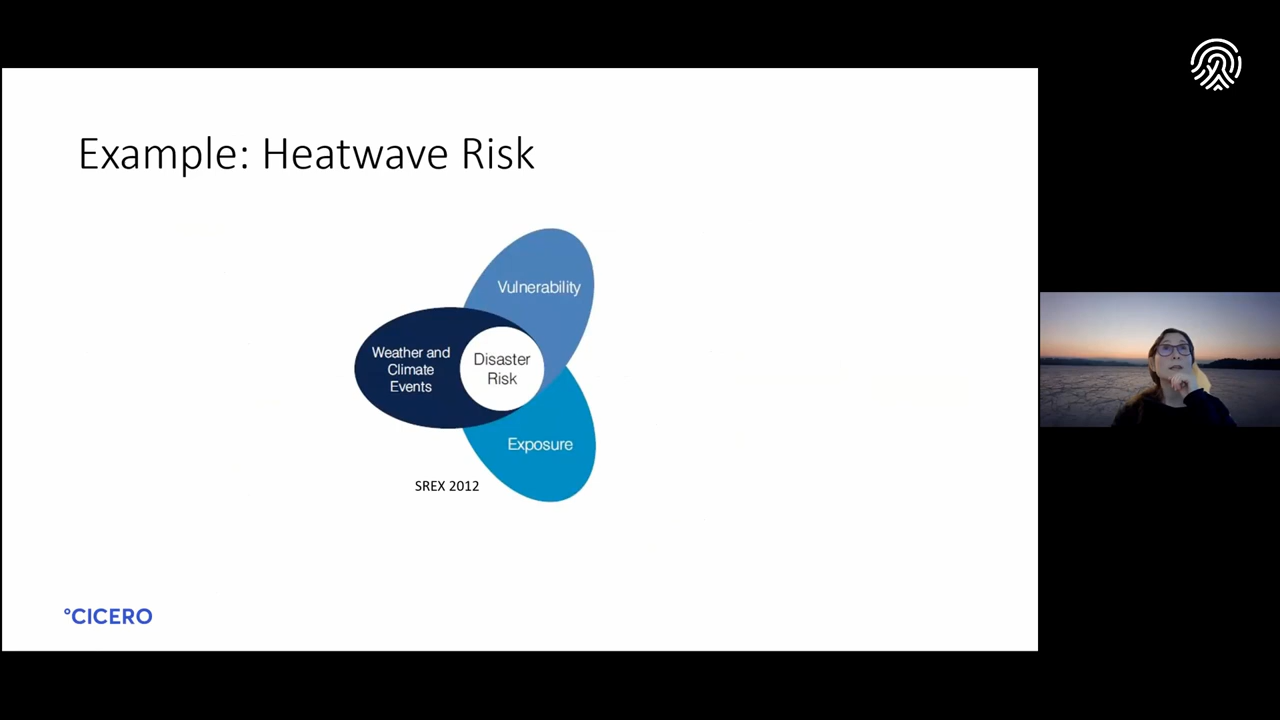 Example: Heatwave Risk
Vulnerability
Weather and
Climate
Events
Disaster
Risk
Exposure
SREX 2012
°CICERO